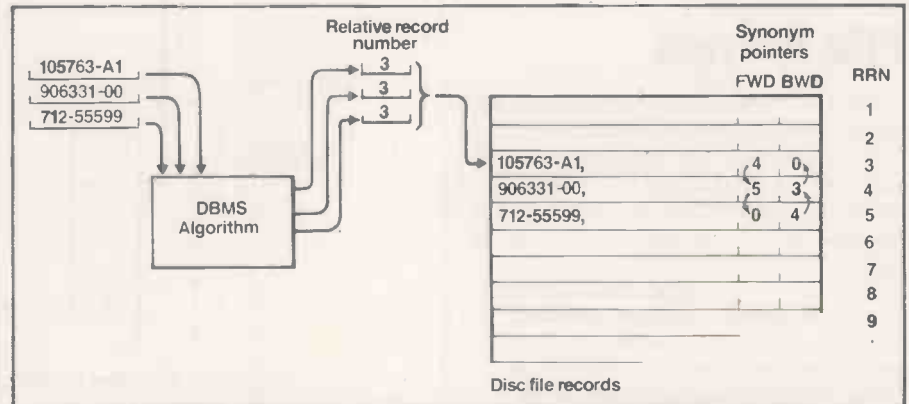 105763-A1
906331-00
712-55599
DBMS
Algorithm
Relative record
number
3
3
3
Synonym
pointers
FWD BWD
RRN
1
2
105763-A1, 4 0 3
906331-00, 5 3 4
712-55599, 0 4 5
6
7
8
9
Disc file records